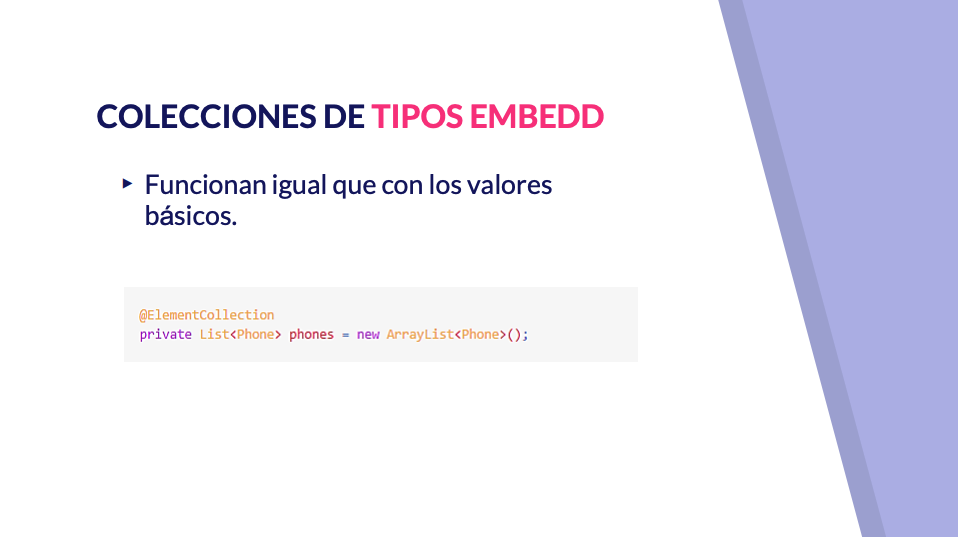 COLECCIONES DE TIPOS EMBEDD
Funcionan igual que con los valores
básicos.
@ElementCollection
private List<Phone> phones = new ArrayList<Phone>();